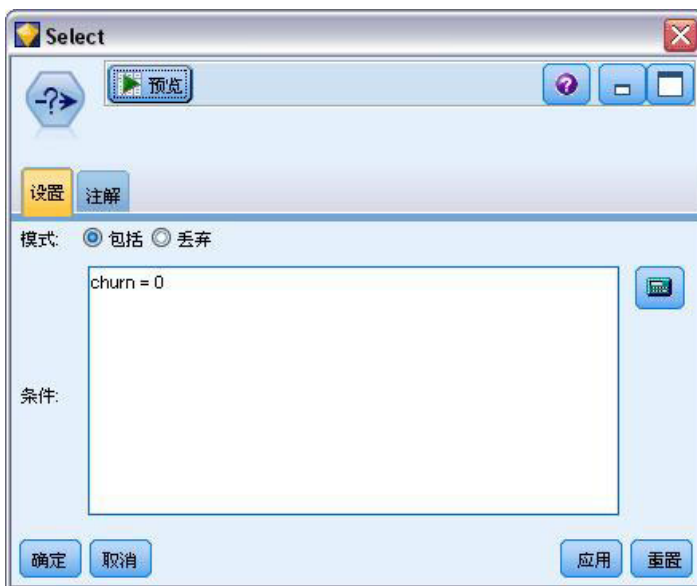 Select
预览
设置 注解
模式: 包括 丢弃
churn = 0
条件:
确定 取消 应用 重置